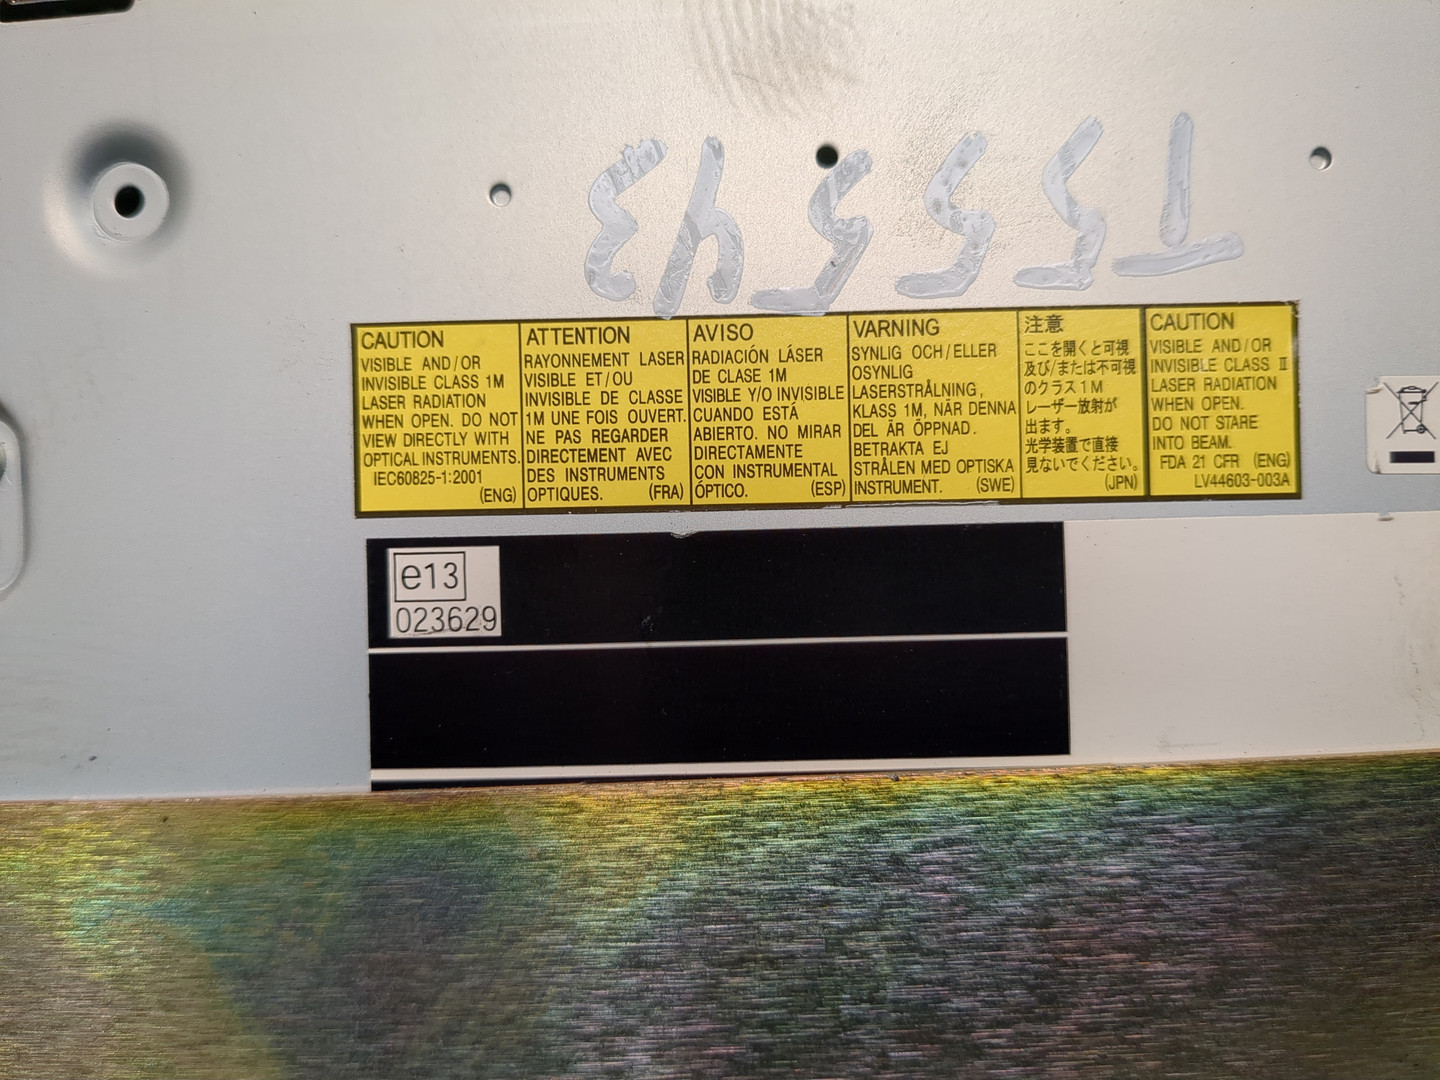 T55543
CAUTION
VISIBLE AND/OR
INVISIBLE CLASS 1M
LASER RADIATION
WHEN OPEN. DO NOT
VIEW DIRECTLY WITH
OPTICAL INSTRUMENTS.
IEC60825-1:2001
(ENG)
ATTENTION
RAYONNEMENT LASER
VISIBLE ET/OU
INVISIBLE DE CLASSE
1M UNE FOIS OUVERT.
NE PAS REGARDER
DIRECTEMENT AVEC
DES INSTRUMENTS
OPTIQUES. (FRA)
AVISO
RADIACIÓN LÁSER
DE CLASE 1M
VISIBLE Y/O INVISIBLE
CUANDO ESTÁ
ABIERTO. NO MIRAR
DIRECTAMENTE
CON INSTRUMENTAL
ÓPTICO. (ESP)
VARNING
SYNLIG OCH/ELLER
OSYNLIG
LASERSTRÅLNING,
KLASS 1M, NÄR DENNA
DEL ÄR ÖPPNAD.
BETRAKTA EJ
STRÅLEN MED OPTISKA
INSTRUMENT. (SWE)
注意
ここを開くと可視
及び/または不可視
のクラス1M
レーザー放射が
出ます。
光学装置で直接
見ないでください。
(JPN)
CAUTION
VISIBLE AND/OR
INVISIBLE CLASS II
LASER RADIATION
WHEN OPEN.
DO NOT STARE
INTO BEAM.
FDA 21 CFR (ENG)
LV44603-003A
e13
023629